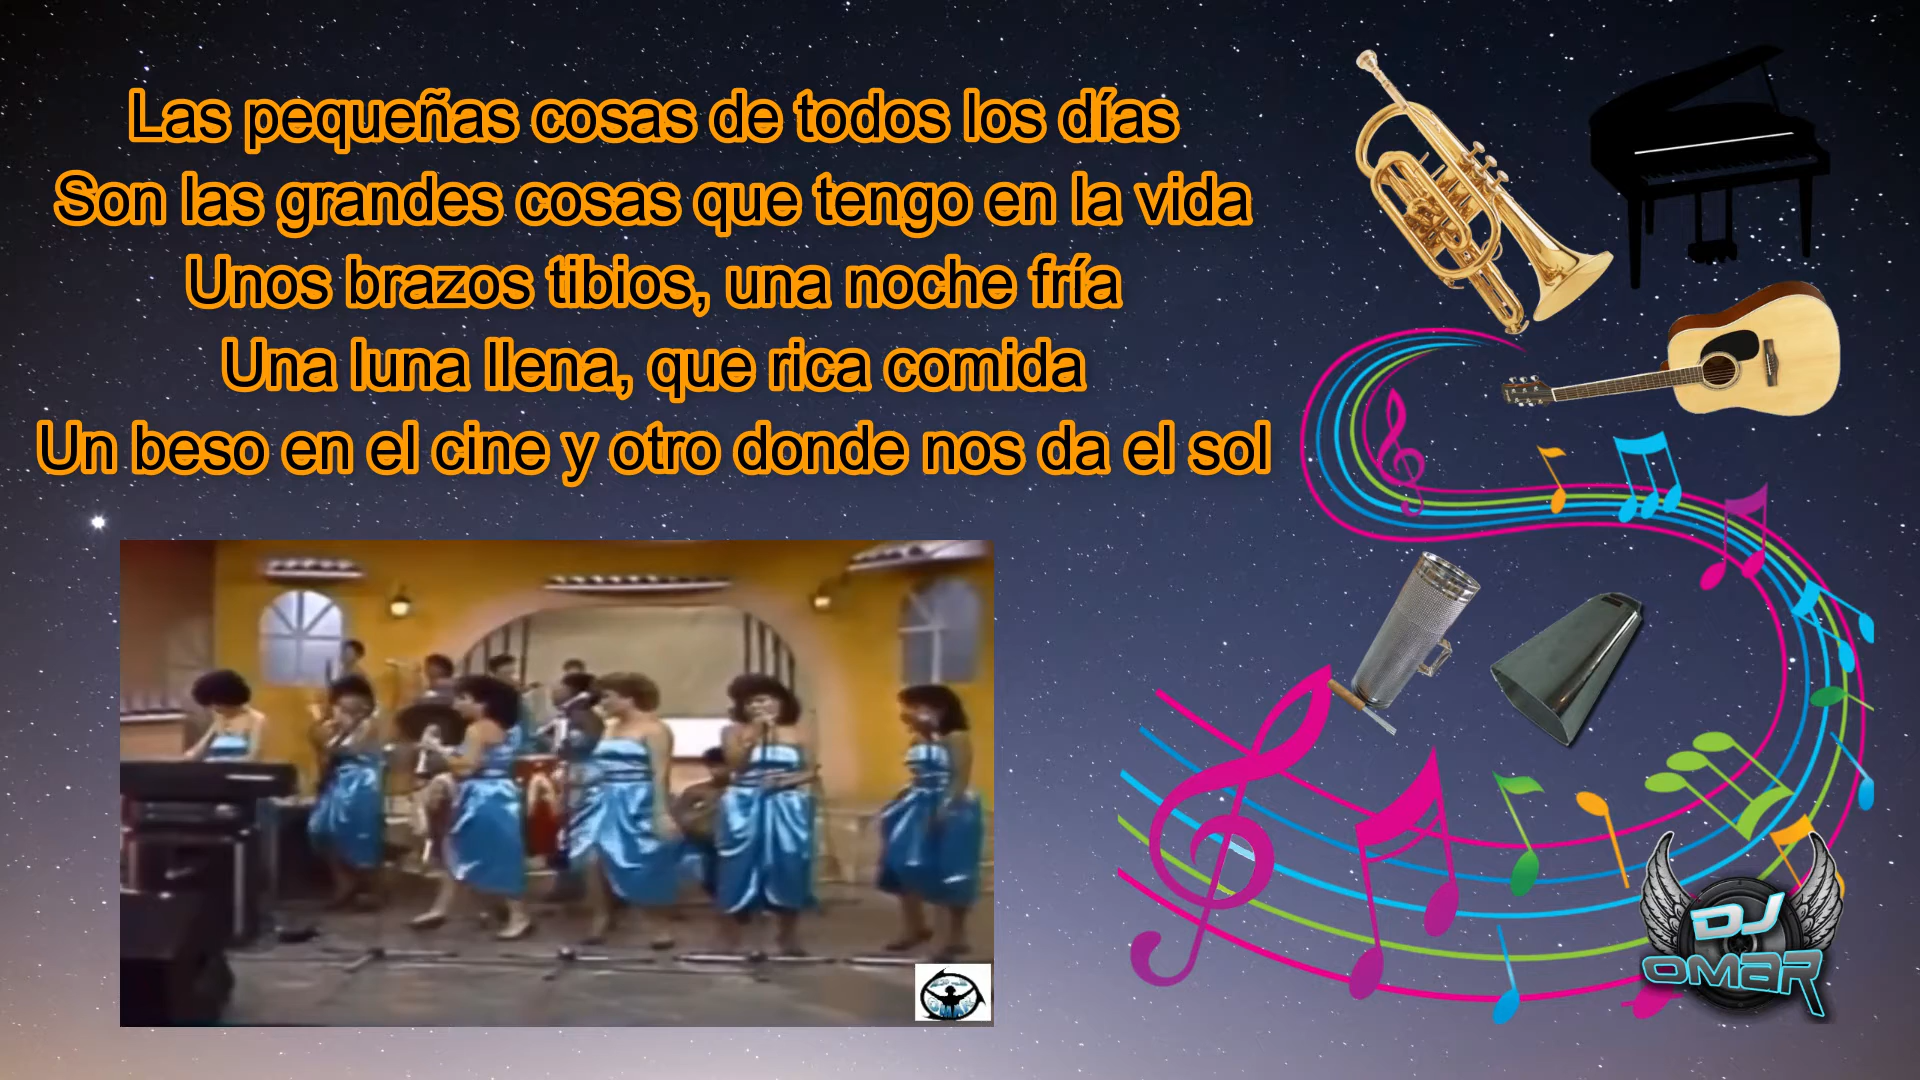 Las pequeñas cosas de todos los días
Son las grandes cosas que tengo en la vida
Unos brazos tibios, una noche fría
Una luna llena, que rica comida
Un beso en el cine y otro donde nos da el sol
DJ
OMAR